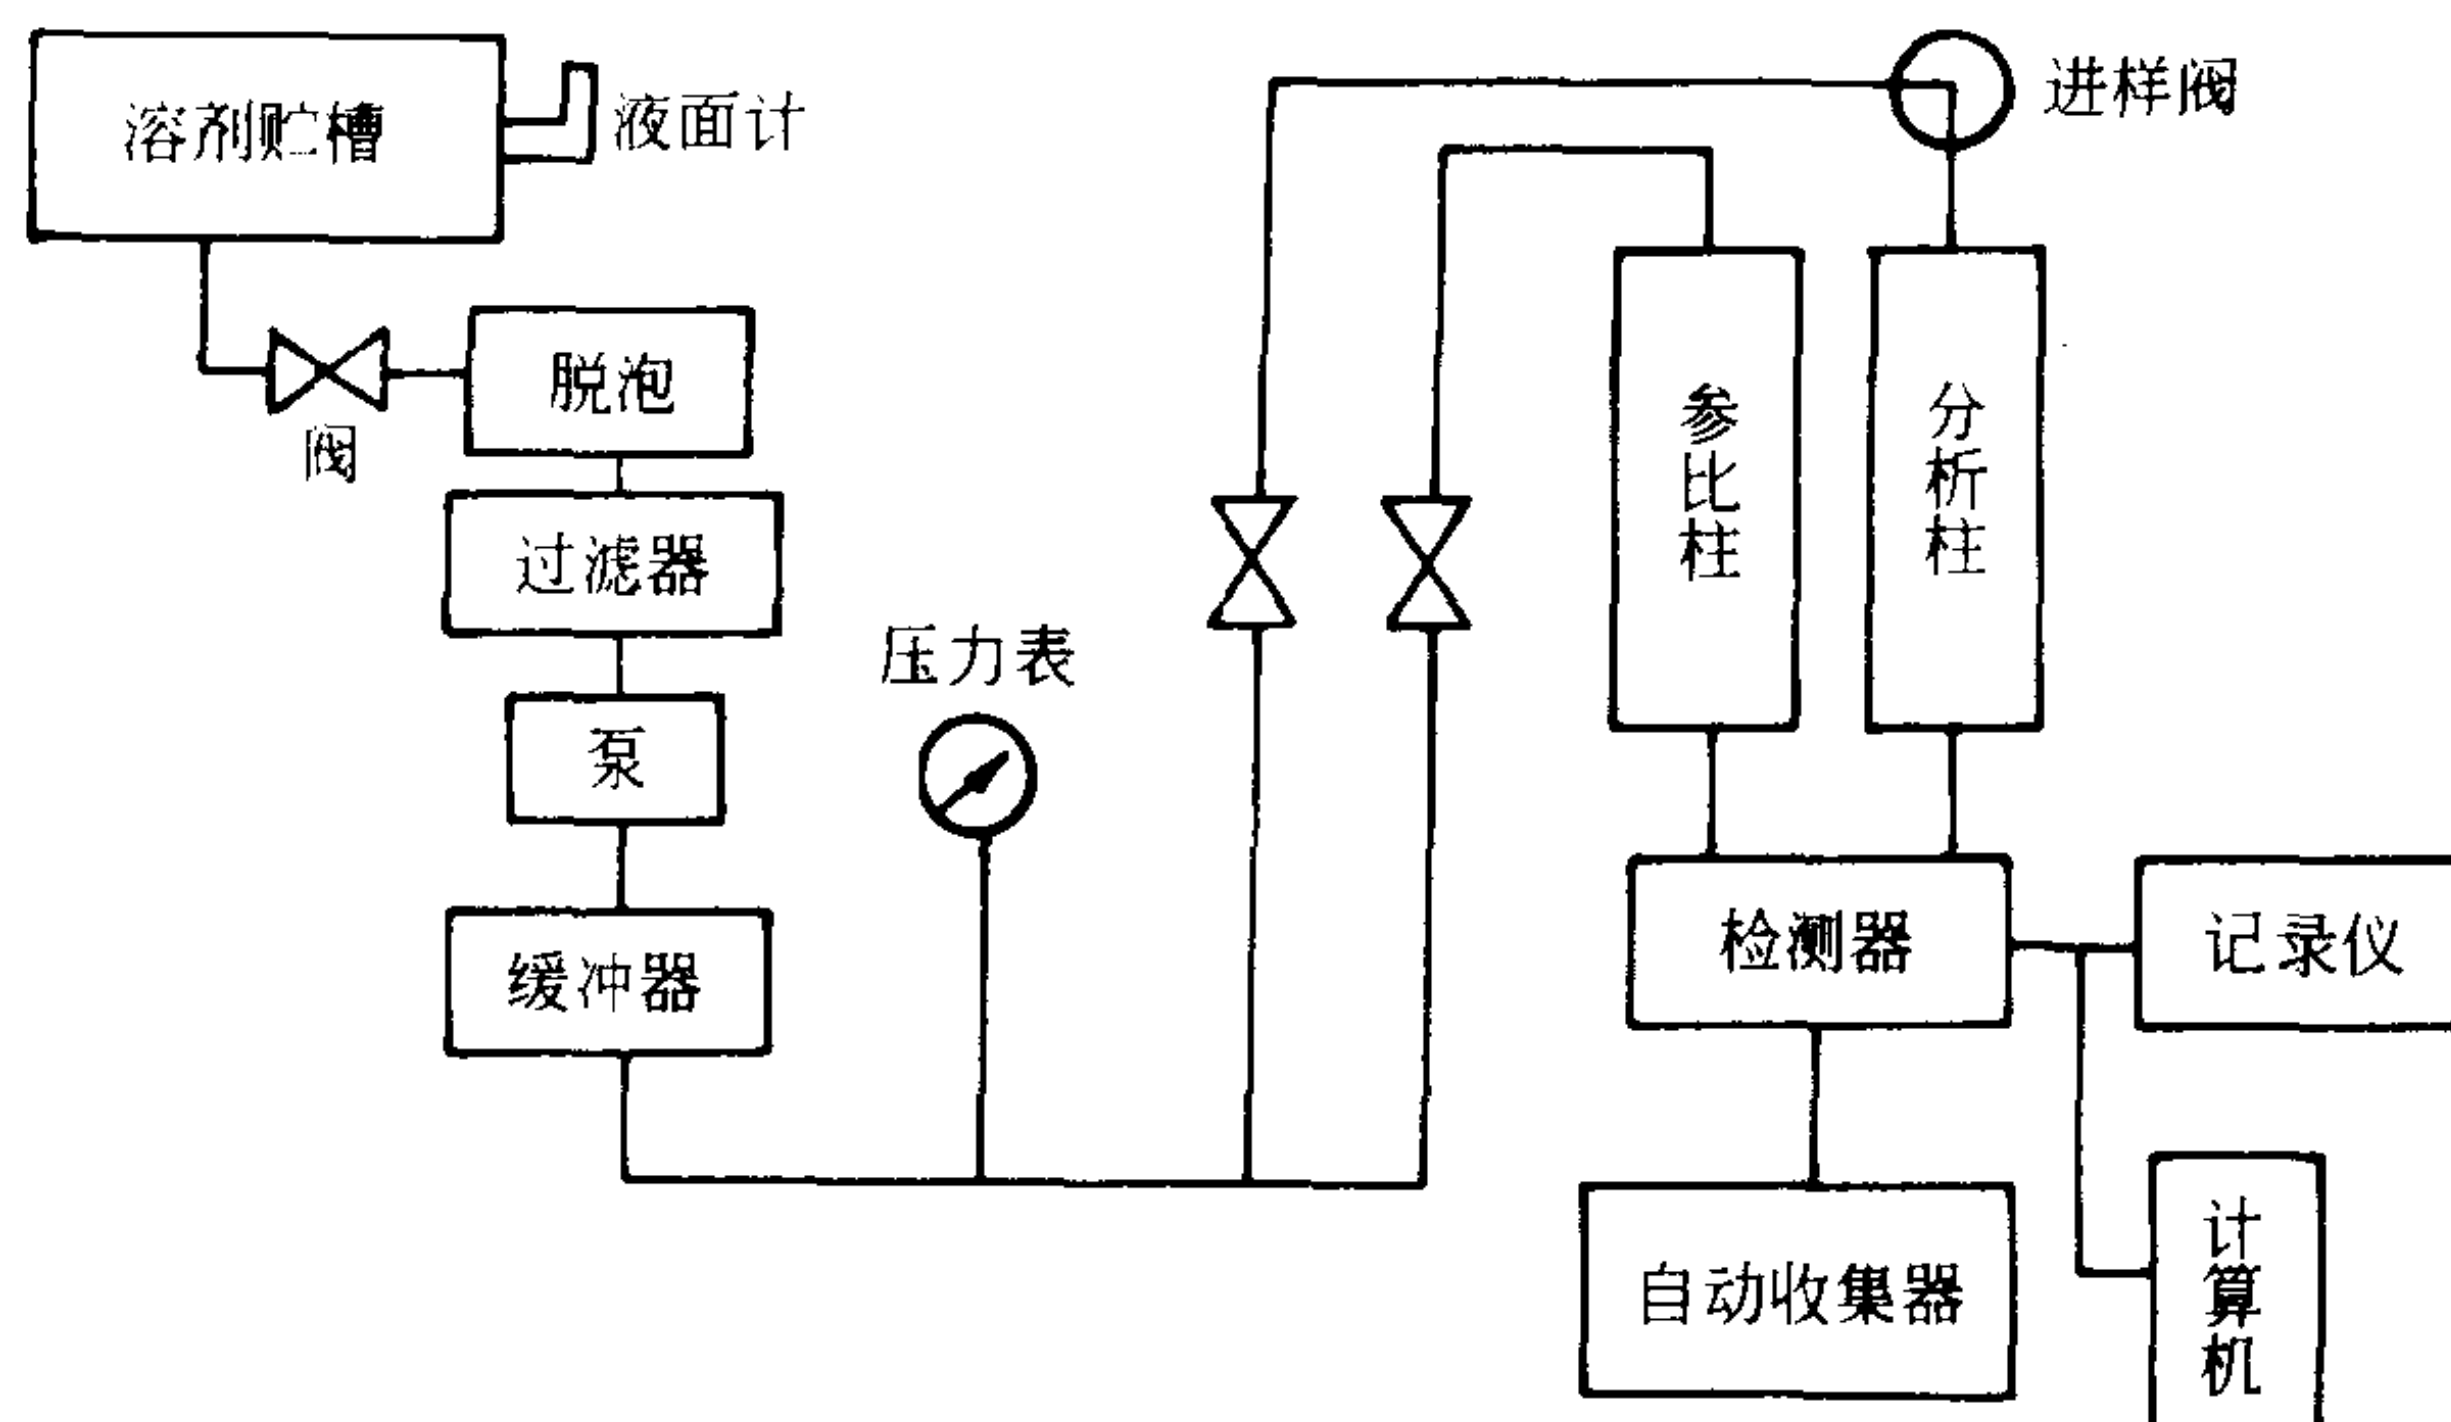 溶剂贮槽
液面计
进样阀
阀
脱泡
过滤器
压力表
泵
缓冲器
参比柱
分析柱
检测器
记录仪
自动收集器
计算机